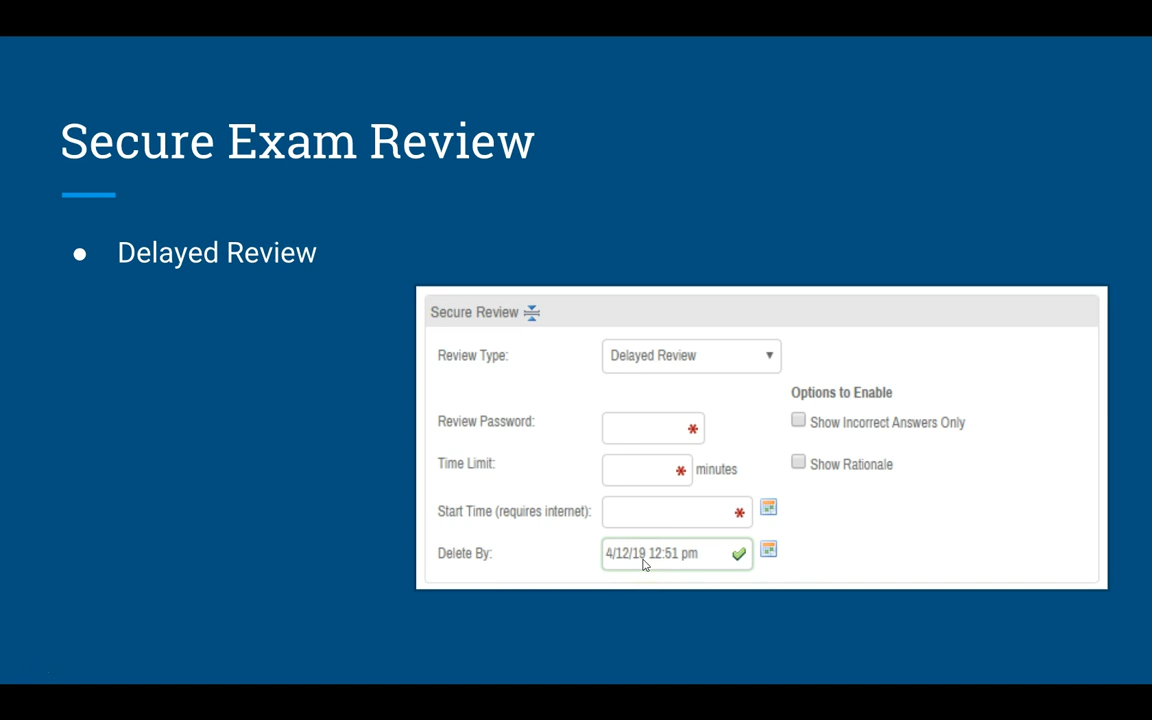 Secure Exam Review
● Delayed Review
Secure Review
Review Type: Delayed Review
Options to Enable
Review Password: *
Show Incorrect Answers Only
Time Limit: * minutes
Show Rationale
Start Time (requires internet): *
Delete By: 4/12/19 12:51 pm